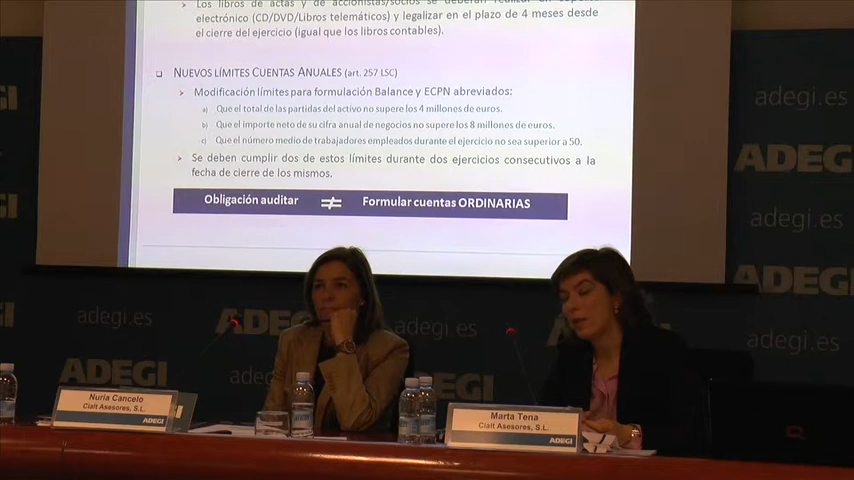 Los libros de actas y de accionistas/socios se deberán realizar en soporte
electrónico (CD/DVD/Libros telemáticos) y legalizar en el plazo de 4 meses desde
el cierre del ejercicio (igual que los libros contables).
NUEVOS LÍMITES CUENTAS ANUALES (art. 257 LSC)
Modificación límites para formulación Balance y ECPN abreviados:
a) Que el total de las partidas del activo no supere los 4 millones de euros.
b) Que el importe neto de su cifra anual de negocios no supere los 8 millones de euros.
c) Que el número medio de trabajadores empleados durante el ejercicio no sea superior a 50.
Se deben cumplir dos de estos límites durante dos ejercicios consecutivos a la
fecha de cierre de los mismos.
Obligación auditar ≠ Formular cuentas ORDINARIAS
adegi.es
ADEGI
adegi.es
ADEGI
adegi.es
adegi.es
ADEGI
adegi.es
ADEGI
Nuria Cancelo
Cialt Asesores, S.L.
ADEGI
Marta Tena
Cialt Asesores, S.L.
ADEGI